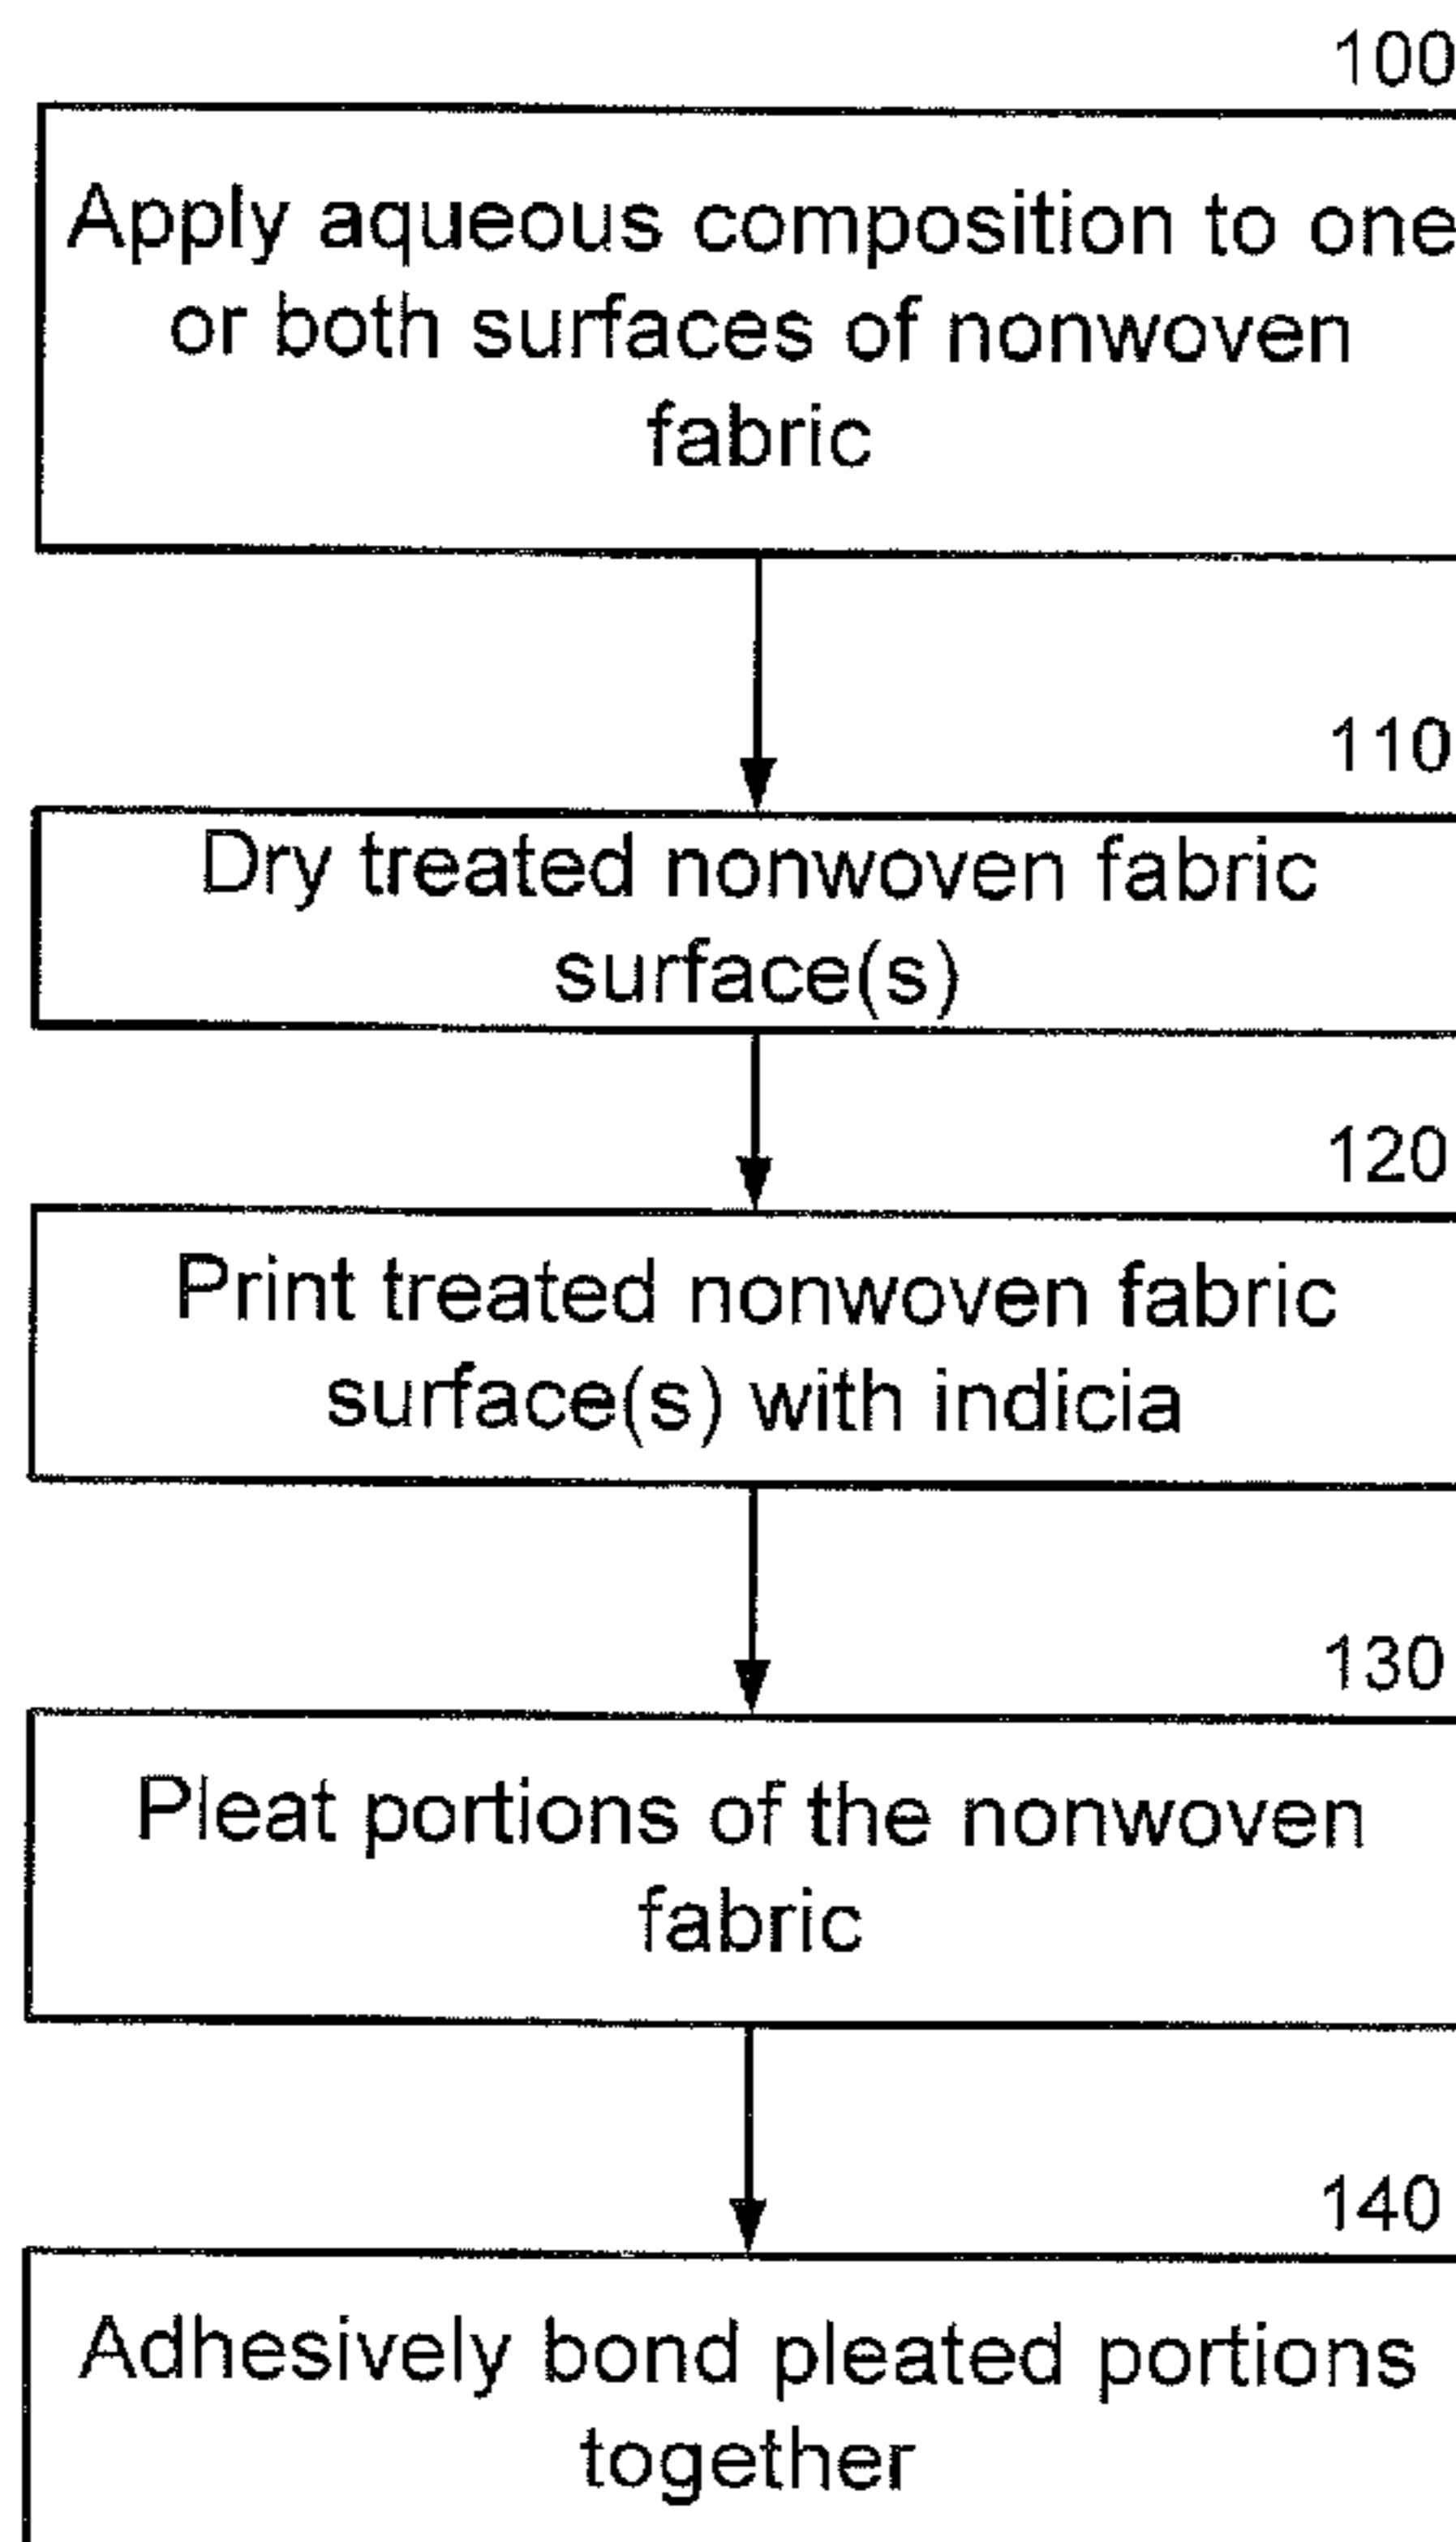 100
Apply aqueous composition to one
or both surfaces of nonwoven
fabric
110
Dry treated nonwoven fabric
surface(s)
120
Print treated nonwoven fabric
surface(s) with indicia
130
Pleat portions of the nonwoven
fabric
140
Adhesively bond pleated portions
together